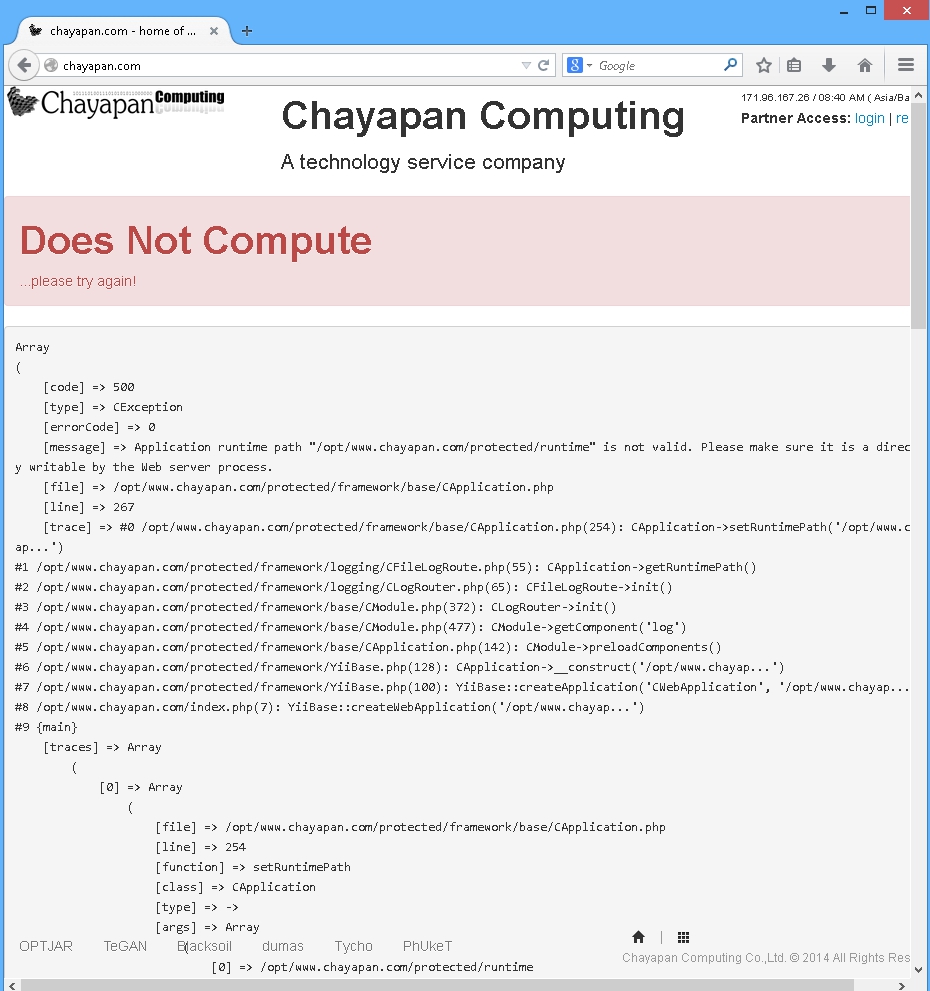 chayapan.com - home of ...
chayapan.com
Google
Chayapan Computing
Chayapan Computing
A technology service company
171.96.167.26 / 08:40 AM ( Asia/Ba
Partner Access: login | re
Does Not Compute
...please try again!
Array
(
[code] => 500
[type] => CException
[errorCode] => 0
[message] => Application runtime path "/opt/www.chayapan.com/protected/runtime" is not valid. Please make sure it is a direc
y writable by the Web server process.
[file] => /opt/www.chayapan.com/protected/framework/base/CApplication.php
[line] => 267
[trace] => #0 /opt/www.chayapan.com/protected/framework/base/CApplication.php(254): CApplication->setRuntimePath('/opt/www.c
ap...')
#1 /opt/www.chayapan.com/protected/framework/logging/CFileLogRoute.php(55): CApplication->getRuntimePath()
#2 /opt/www.chayapan.com/protected/framework/logging/CLogRouter.php(65): CFileLogRoute->init()
#3 /opt/www.chayapan.com/protected/framework/base/CModule.php(372): CLogRouter->init()
#4 /opt/www.chayapan.com/protected/framework/base/CModule.php(477): CModule->getComponent('log')
#5 /opt/www.chayapan.com/protected/framework/base/CApplication.php(142): CModule->preloadComponents()
#6 /opt/www.chayapan.com/protected/framework/YiiBase.php(128): CApplication->__construct('/opt/www.chayap...')
#7 /opt/www.chayapan.com/protected/framework/YiiBase.php(100): YiiBase::createApplication('CWebApplication', '/opt/www.chayap...
#8 /opt/www.chayapan.com/index.php(7): YiiBase::createWebApplication('/opt/www.chayap...')
#9 {main}
[traces] => Array
(
[0] => Array
(
[file] => /opt/www.chayapan.com/protected/framework/base/CApplication.php
[line] => 254
[function] => setRuntimePath
[class] => CApplication
[type] => ->
[args] => Array
(
OPTJAR TeGAN Blacksoil dumas Tycho PhUkeT
|
Chayapan Computing Co.,Ltd. © 2014 All Rights Res
[0] => /opt/www.chayapan.com/protected/runtime